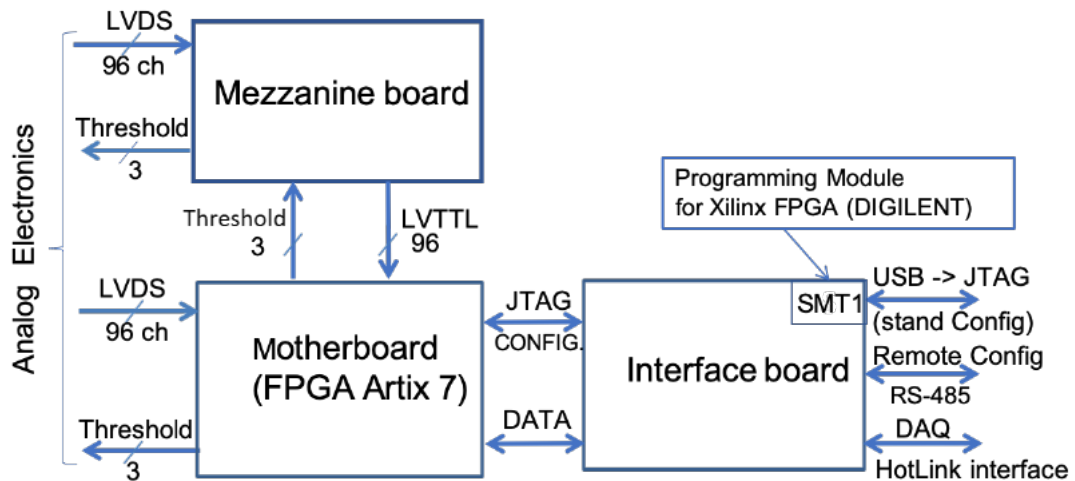 LVDS
96 ch
Mezzanine board
Threshold
3
Programming Module
for Xilinx FPGA (DIGILENT)
Threshold
3
LVTTL
96
Analog Electronics
LVDS
96 ch
Motherboard
(FPGA Artix 7)
JTAG
CONFIG.
DATA
SMT1
Interface board
USB -> JTAG
(stand Config)
Remote Config
RS-485
DAQ
HotLink interface
Threshold
3